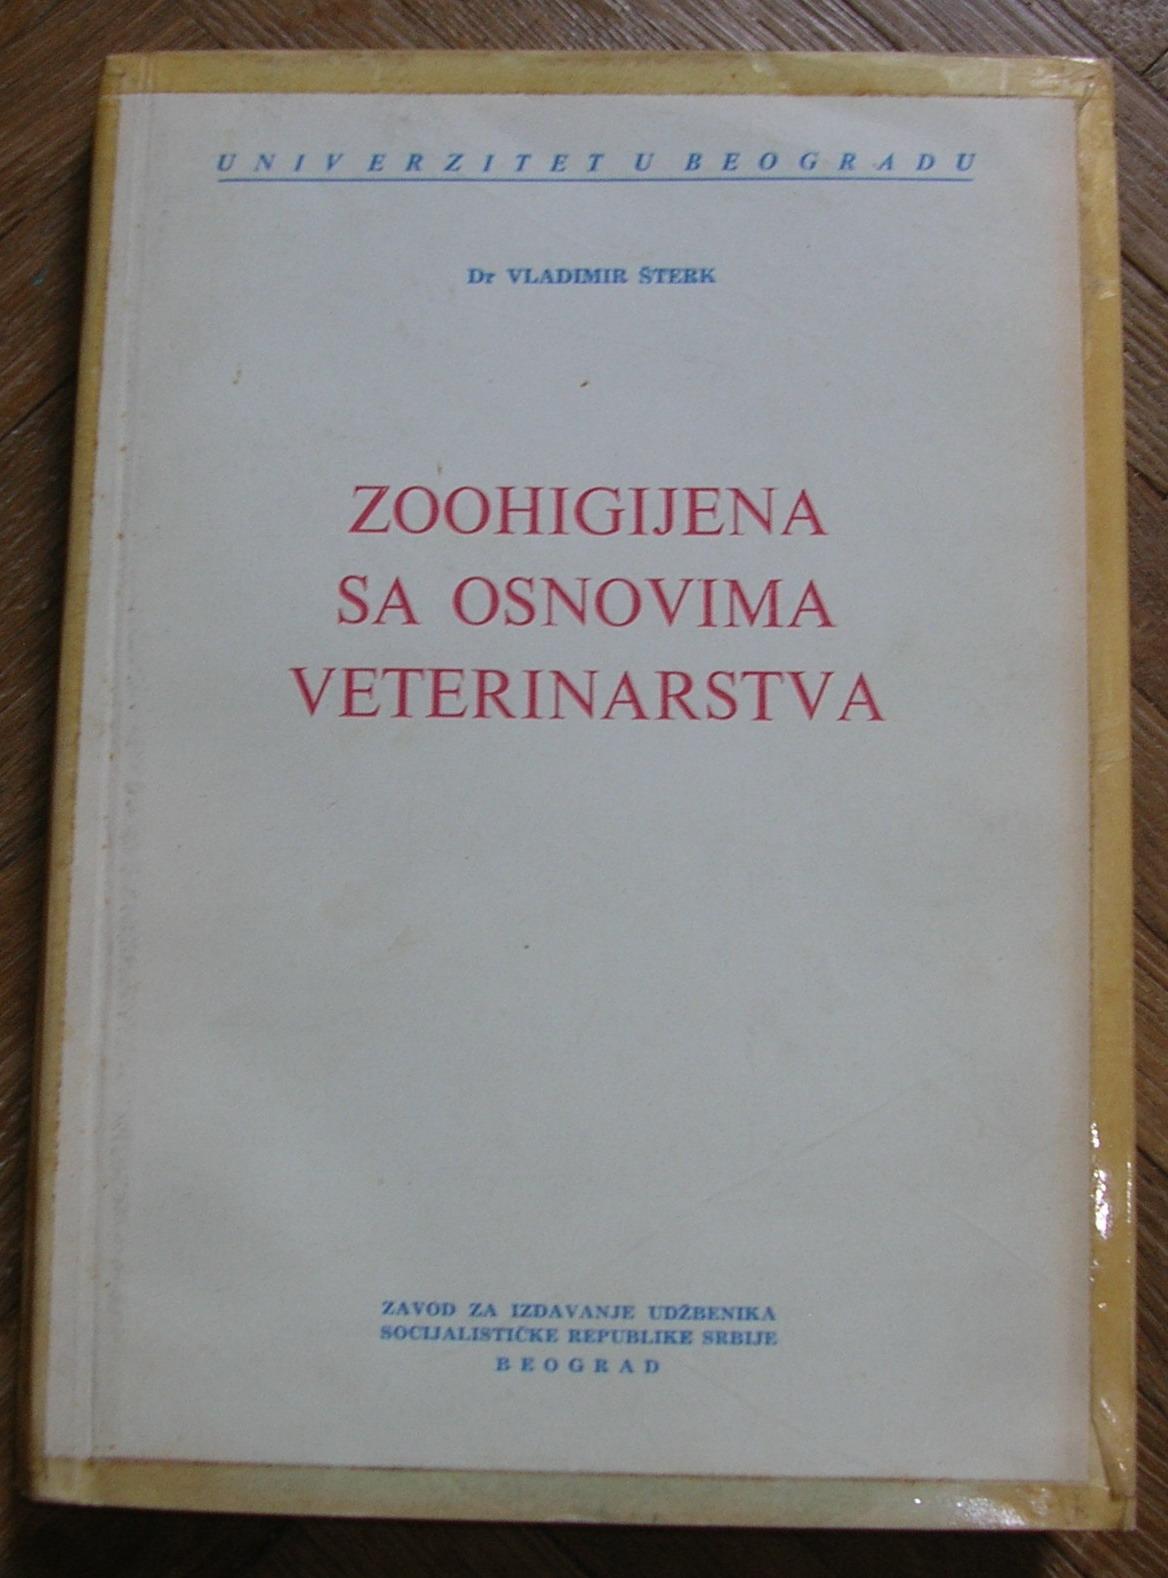 UNIVERZITET U BEOGRADU
Dr VLADIMIR ŠTERK
ZOOHIGIJENA
SA OSNOVIMA
VETERINARSTVA
ZAVOD ZA IZDAVANJE UDŽBENIKA
SOCIJALISTIČKE REPUBLIKE SRBIJE
BEOGRAD